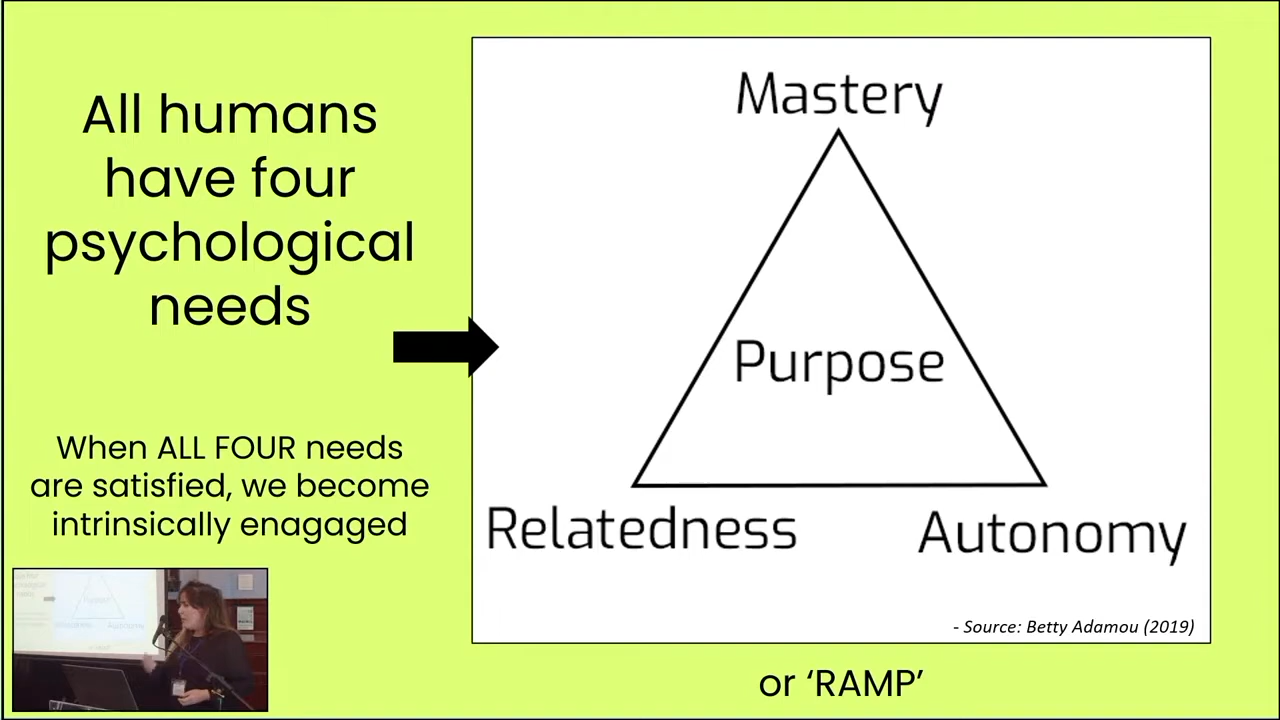 All humans
have four
psychological
needs
When ALL FOUR needs
are satisfied, we become
intrinsically enagaged
Mastery
Purpose
Relatedness
Autonomy
- Source: Betty Adamou (2019)
or ‘RAMP’